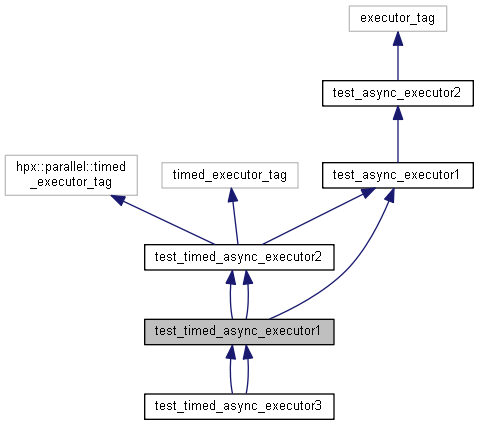 executor_tag
test_async_executor2
hpx::parallel::timed
_executor_tag
timed_executor_tag
test_async_executor1
test_timed_async_executor2
test_timed_async_executor1
test_timed_async_executor3